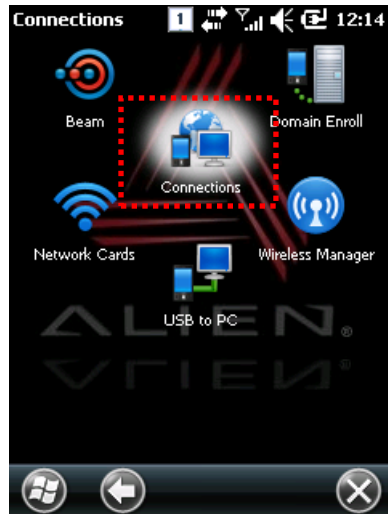 Connections 1 12:14
Beam
Domain Enroll
Connections
Network Cards
Wireless Manager
USB to PC
ALIEN®